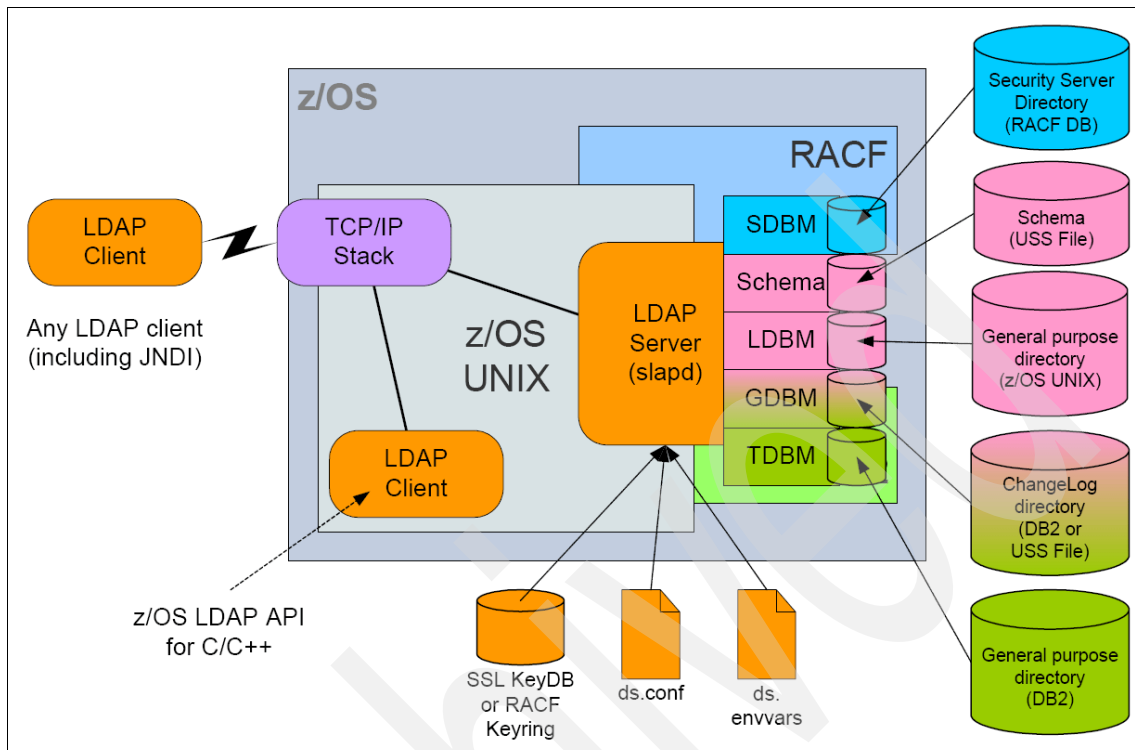 z/OS
RACF
LDAP
Client
TCP/IP
Stack
Any LDAP client
(including JNDI)
z/OS
UNIX
LDAP
Server
(slapd)
SDBM
Schema
LDBM
GDBM
TDBM
LDAP
Client
z/OS LDAP API
for C/C++
SSL KeyDB
or RACF
Keyring
ds.conf
ds.
envvars
Security Server
Directory
(RACF DB)
Schema
(USS File)
General purpose
directory
(z/OS UNIX)
ChangeLog
directory
(DB2 or
USS File)
General purpose
directory
(DB2)